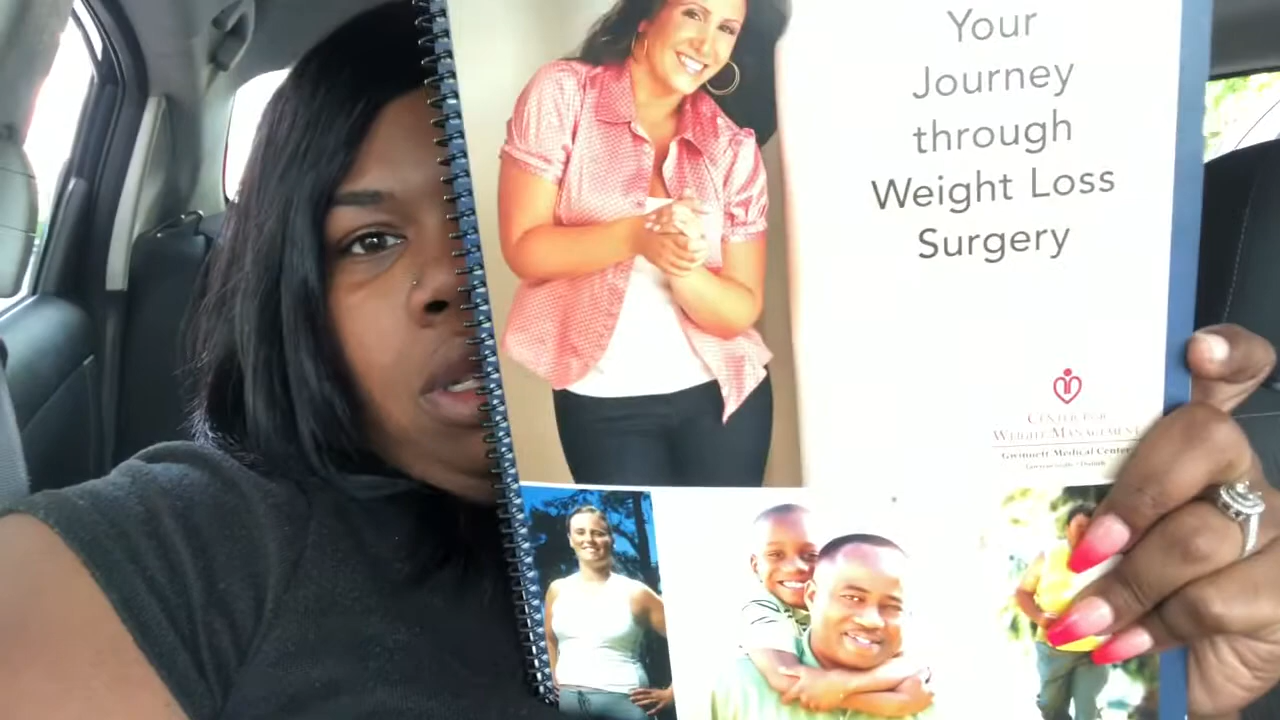 Your
Journey
through
Weight Loss
Surgery
CENTER FOR
WEIGHT MANAGEMENT
Gwinnett Medical Center